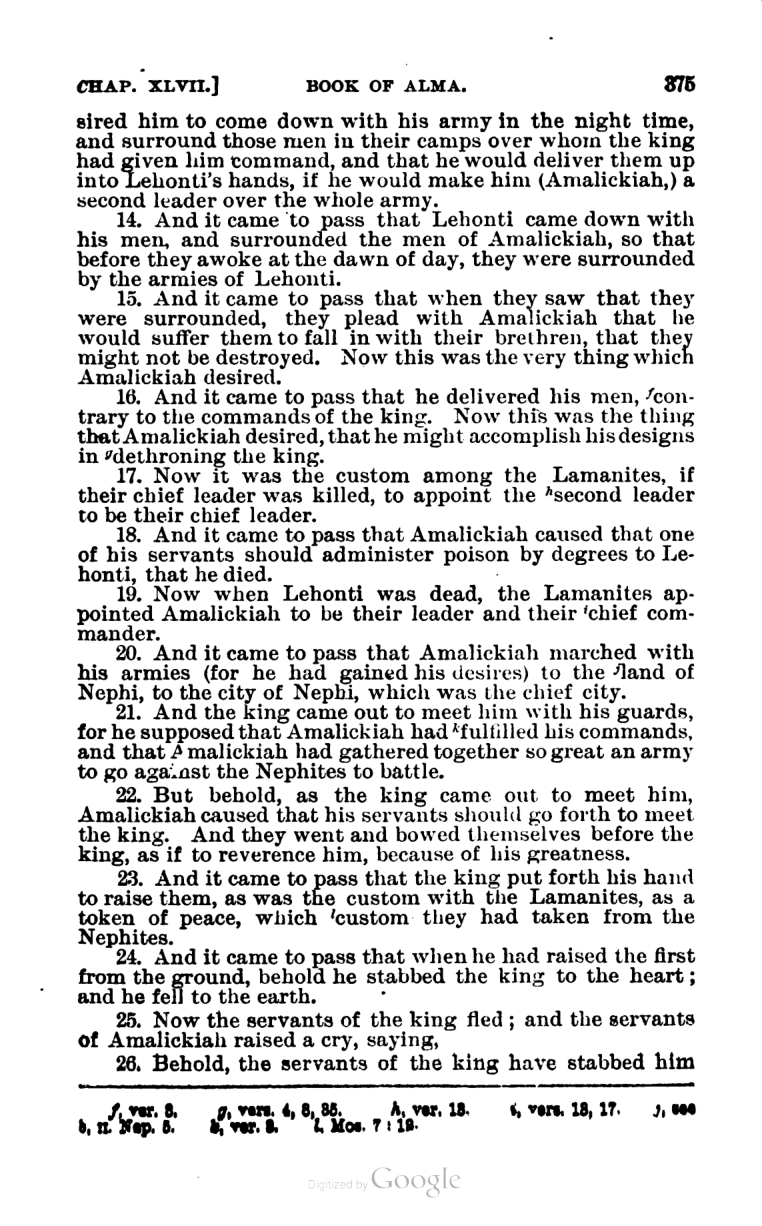 CHAP. XLVII.] BOOK OF ALMA. 375
sired him to come down with his army in the night time,
and surround those men in their camps over whom the king
had given him command, and that he would deliver them up
into Lehonti's hands, if he would make him (Amalickiah,) a
second leader over the whole army.
14. And it came to pass that Lehonti came down with
his men, and surrounded the men of Amalickiah, so that
before they awoke at the dawn of day, they were surrounded
by the armies of Lehonti.
15. And it came to pass that when they saw that they
were surrounded, they plead with Amalickiah that he
would suffer them to fall in with their brethren, that they
might not be destroyed. Now this was the very thing which
Amalickiah desired.
16. And it came to pass that he delivered his men, fcon-
trary to the commands of the king. Now this was the thing
that Amalickiah desired, that he might accomplish his designs
in gdethroning the king.
17. Now it was the custom among the Lamanites, if
their chief leader was killed, to appoint the hsecond leader
to be their chief leader.
18. And it came to pass that Amalickiah caused that one
of his servants should administer poison by degrees to Le-
honti, that he died.
19. Now when Lehonti was dead, the Lamanites ap-
pointed Amalickiah to be their leader and their ichief com-
mander.
20. And it came to pass that Amalickiah marched with
his armies (for he had gained his desires) to the jland of
Nephi, to the city of Nephi, which was the chief city.
21. And the king came out to meet him with his guards,
for he supposed that Amalickiah had kfulfilled his commands,
and that Amalickiah had gathered together so great an army
to go against the Nephites to battle.
22. But behold, as the king came out to meet him,
Amalickiah caused that his servants should go forth to meet
the king. And they went and bowed themselves before the
king, as if to reverence him, because of his greatness.
23. And it came to pass that the king put forth his hand
to raise them, as was the custom with the Lamanites, as a
token of peace, which lcustom they had taken from the
Nephites.
24. And it came to pass that when he had raised the first
from the ground, behold he stabbed the king to the heart;
and he fell to the earth.
25. Now the servants of the king fled; and the servants
of Amalickiah raised a cry, saying,
26. Behold, the servants of the king have stabbed him
f, ver. 8. g, vers. 4, 8, 35. h, ver. 13. i, vers. 13, 17. j, see
b, II. Nep. 5. k, ver. 3. l, Mos. 7:12.
Digitized by Google